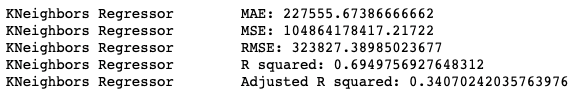 KNeighbors Regressor MAE: 227555.67386666662
KNeighbors Regressor MSE: 104864178417.21722
KNeighbors Regressor RMSE: 323827.38985023677
KNeighbors Regressor R squared: 0.6949756927648312
KNeighbors Regressor Adjusted R squared: 0.34070242035763976